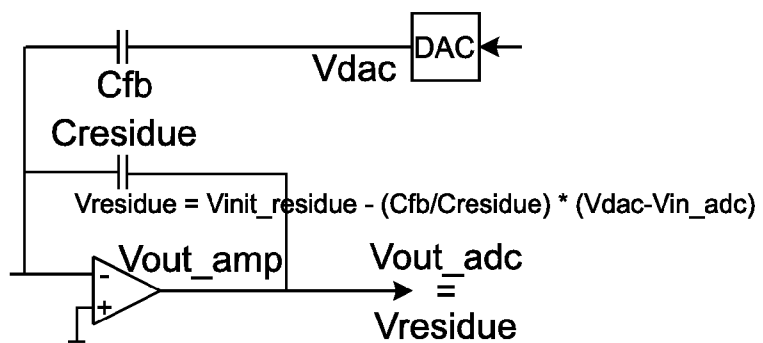 DAC
Vdac
Cfb
Cresidue
Vresidue = Vinit_residue - (Cfb/Cresidue) * (Vdac-Vin_adc)
Vout_amp
Vout_adc
-
+
=
Vresidue